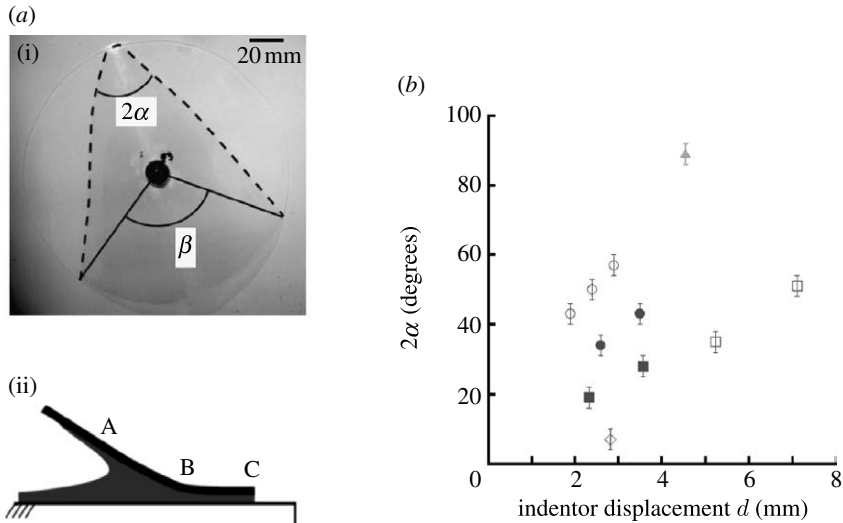 (a)
(i)
20 mm
2α
β
(ii)
A
B
C
(b)
100
80
60
40
20
0
2
4
6
8
2α (degrees)
indentor displacement d (mm)